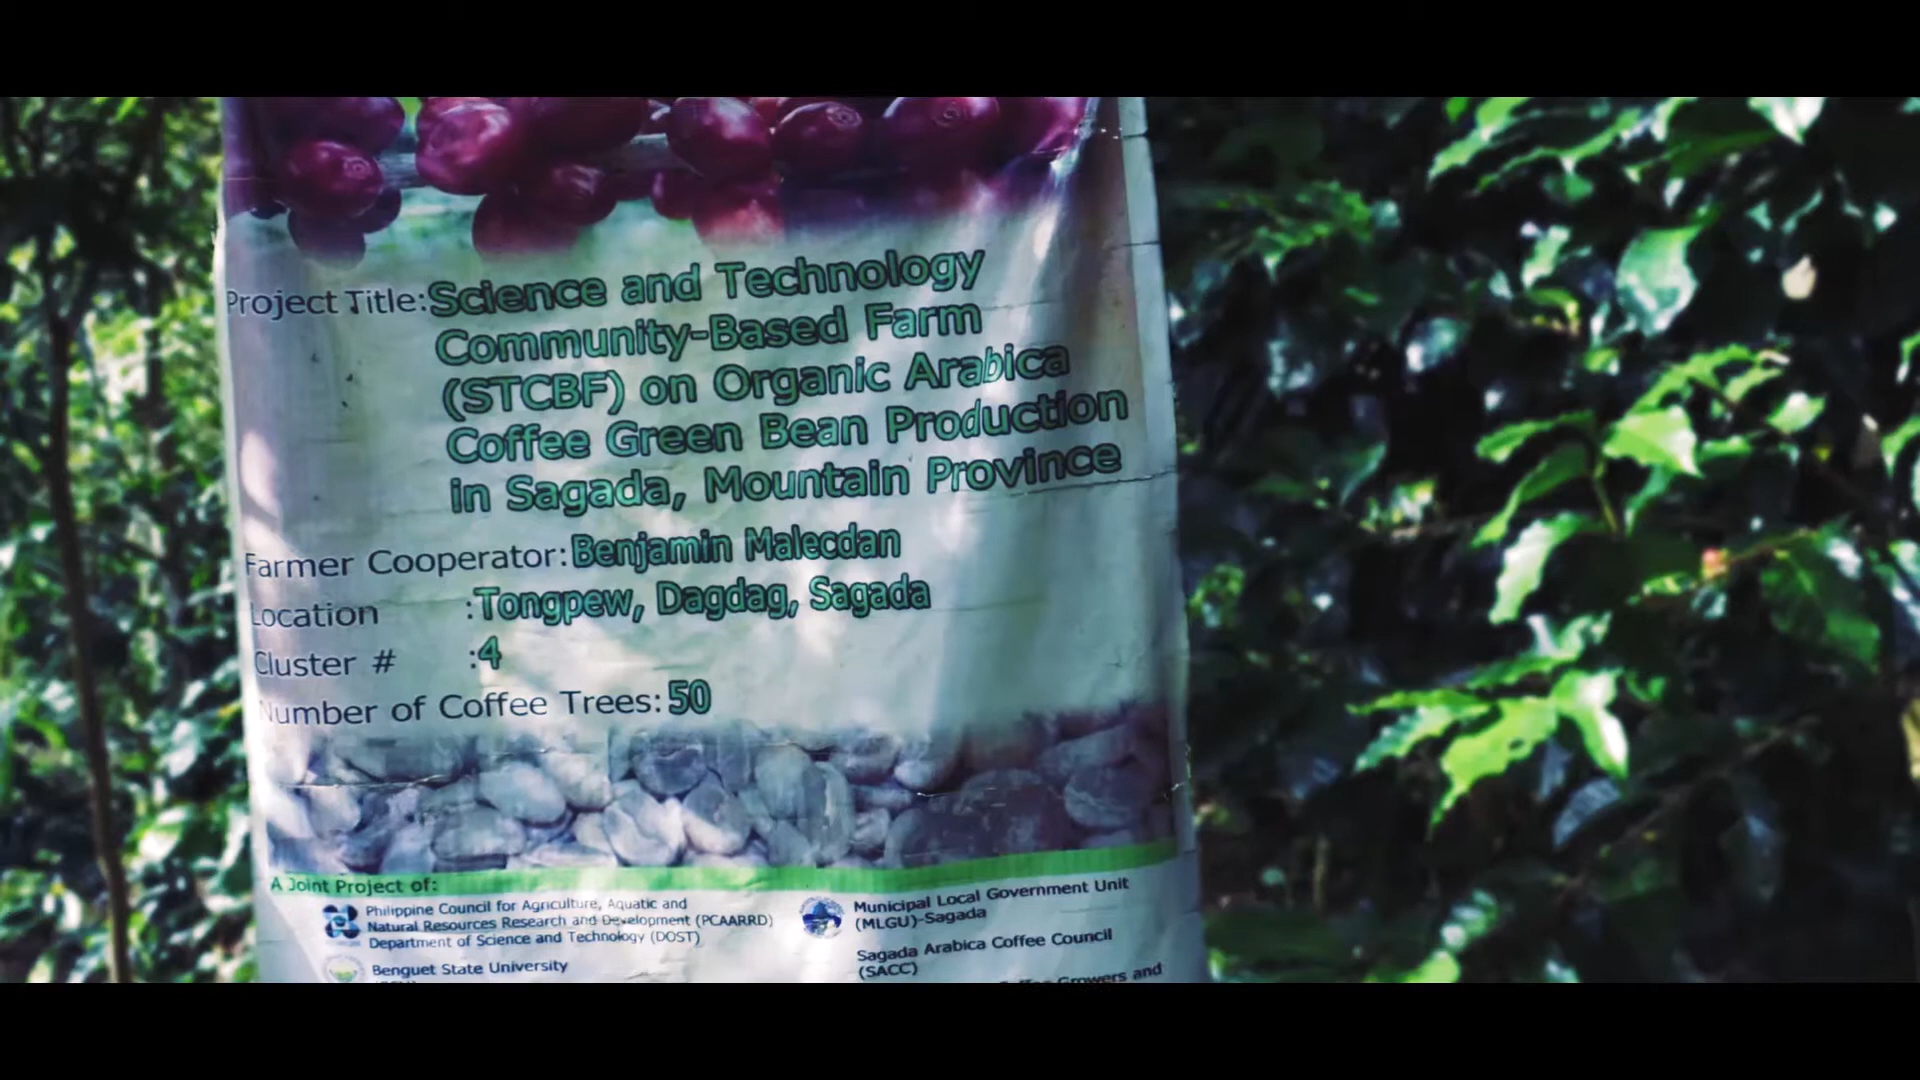 Project Title: Science and Technology
Community-Based Farm
(STCBF) on Organic Arabica
Coffee Green Bean Production
in Sagada, Mountain Province
Farmer Cooperator: Benjamin Malecdan
Location : Tongpew, Dagdag, Sagada
Cluster # : 4
Number of Coffee Trees: 50
A Joint Project of:
Philippine Council for Agriculture, Aquatic and
Natural Resources Research and Development (PCAARRD)
Department of Science and Technology (DOST)
Benguet State University
Municipal Local Government Unit
(MLGU)-Sagada
Sagada Arabica Coffee Council
(SACC)
Coffee Growers and